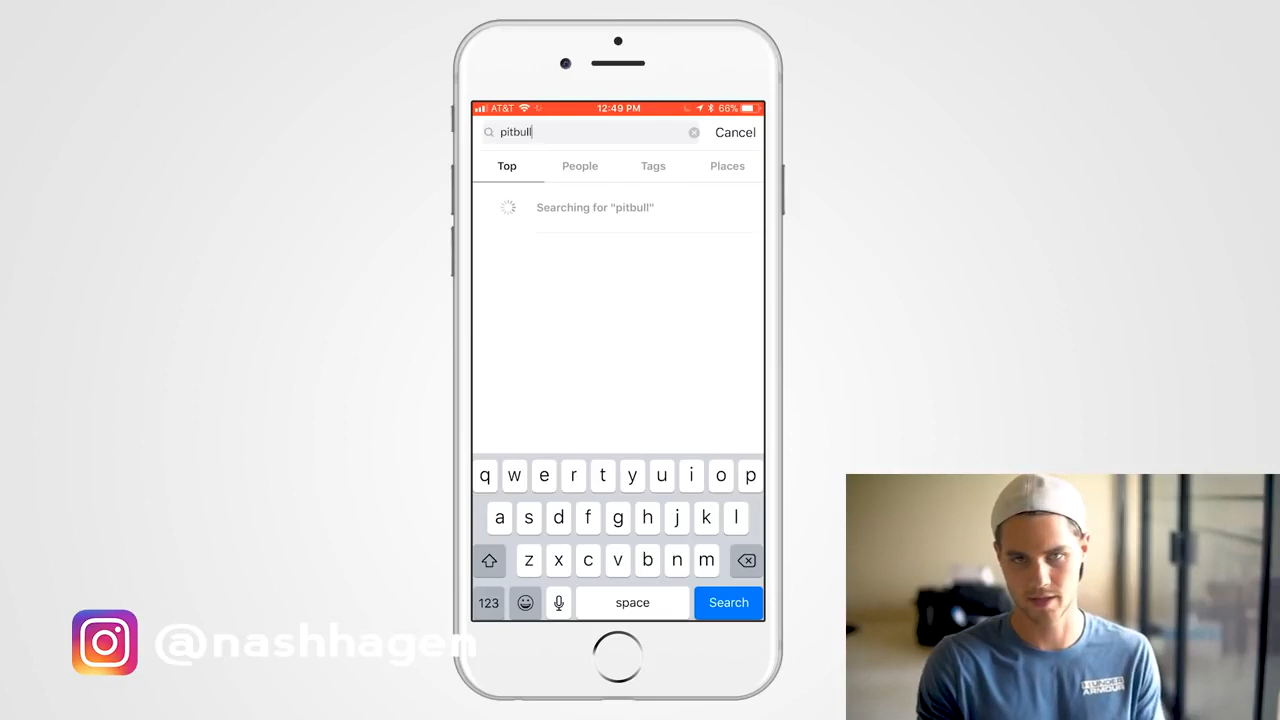 AT&T 12:49 PM 66%
pitbull Cancel
Top People Tags Places
Searching for "pitbull"
q w e r t y u i o p
a s d f g h j k l
z x c v b n m
123 space Search
@nashhagen
UNDER
ARMOUR